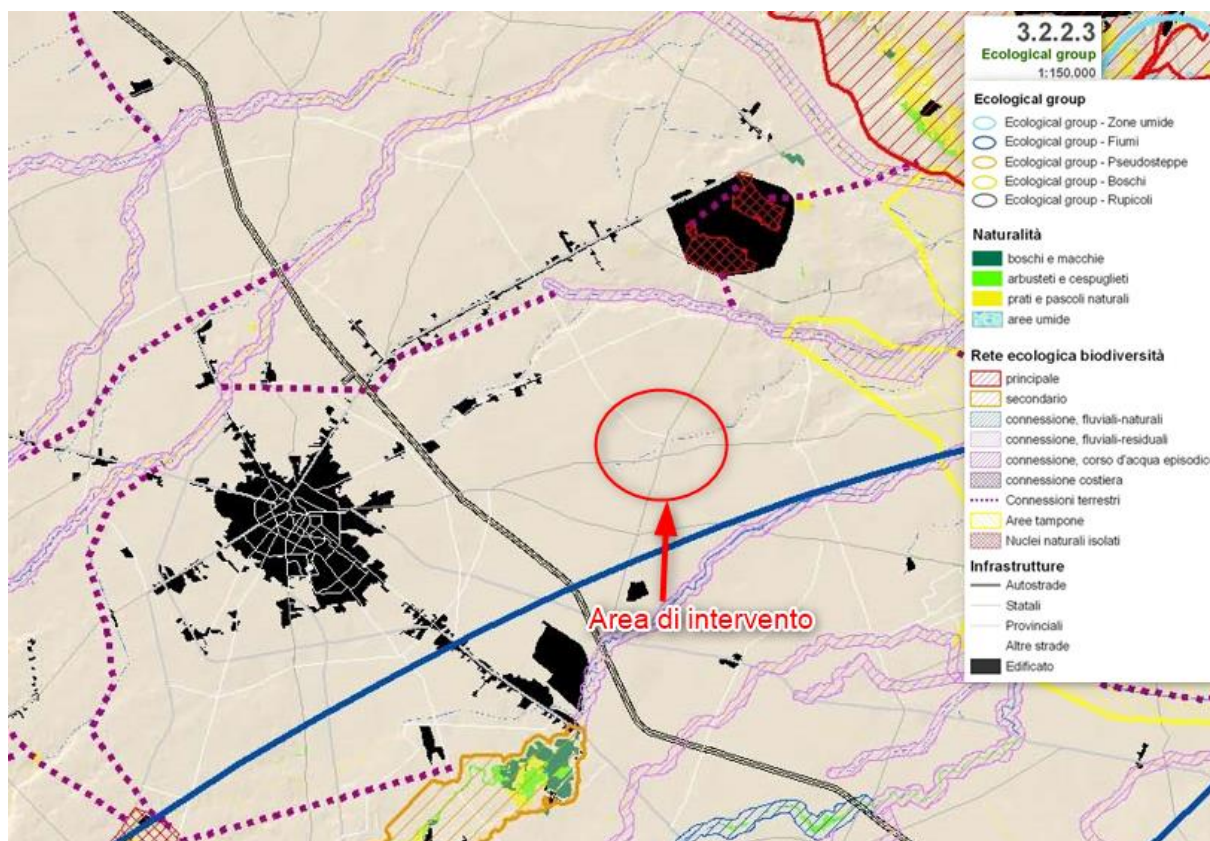 3.2.2.3
Ecological group
1:150.000
Ecological group
Ecological group - Zone umide
Ecological group - Fiumi
Ecological group - Pseudosteppe
Ecological group - Boschi
Ecological group - Rupicoli
Naturalità
boschi e macchie
arbusteti e cespuglieti
prati e pascoli naturali
aree umide
Rete ecologica biodiversità
principale
secondario
connessione, fluviali-naturali
connessione, fluviali-residuali
connessione, corso d'acqua episodico
connessione costiera
Connessioni terrestri
Aree tampone
Nuclei naturali isolati
Infrastrutture
Autostrade
Statali
Provinciali
Altre strade
Edificato
Area di intervento